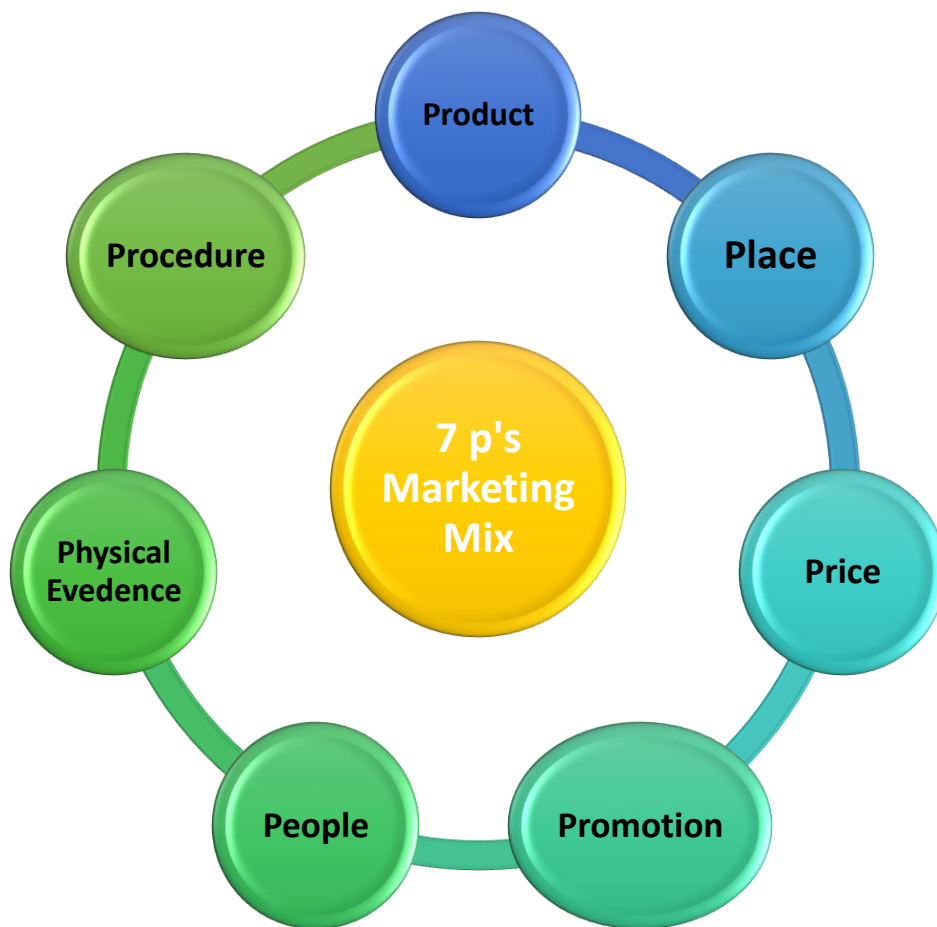 Product
Place
Price
Promotion
People
Physical
Evedence
Procedure
7 p's
Marketing
Mix